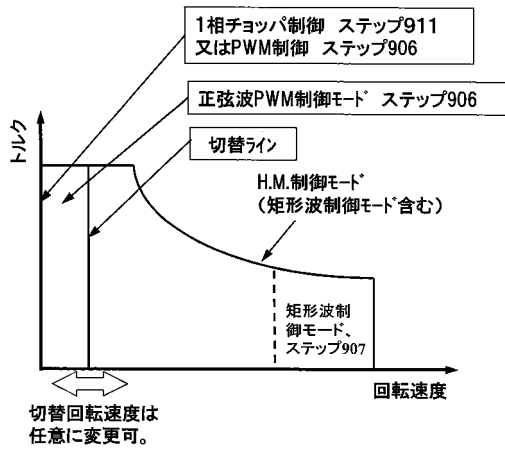 1相チョッパ制御 ステップ911
又はPWM制御 ステップ906
正弦波PWM制御モード ステップ906
切替ライン
トルク
H.M.制御モード
(矩形波制御モード含む)
矩形波制
御モード、
ステップ907
回転速度
切替回転速度は
任意に変更可。